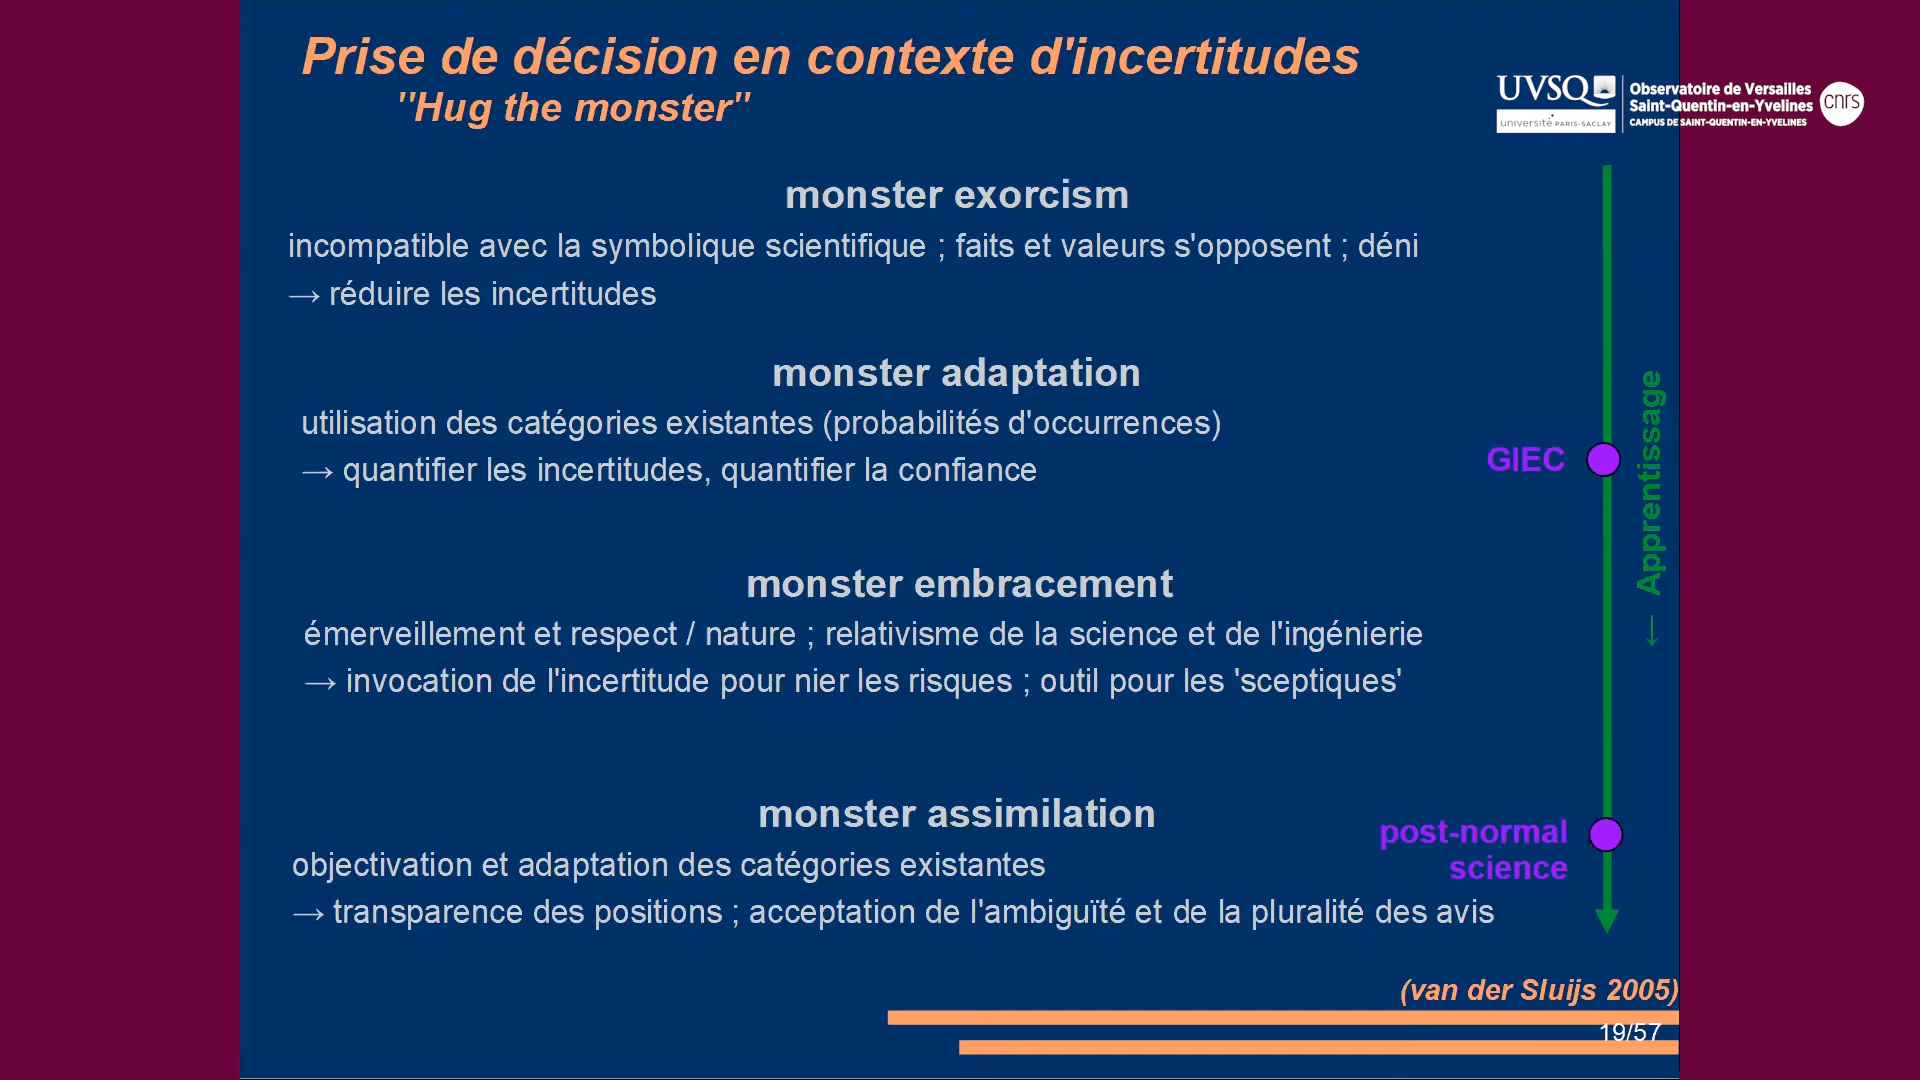 Prise de décision en contexte d'incertitudes
"Hug the monster"
UVSQ
université PARIS-SACLAY
Observatoire de Versailles
Saint-Quentin-en-Yvelines
CAMPUS DE SAINT-QUENTIN-EN-YVELINES
cnrs
monster exorcism
incompatible avec la symbolique scientifique ; faits et valeurs s'opposent ; déni
→ réduire les incertitudes
monster adaptation
utilisation des catégories existantes (probabilités d'occurrences)
→ quantifier les incertitudes, quantifier la confiance
GIEC
← Apprentissage
monster embracement
émerveillement et respect / nature ; relativisme de la science et de l'ingénierie
→ invocation de l'incertitude pour nier les risques ; outil pour les 'sceptiques'
monster assimilation
objectivation et adaptation des catégories existantes
→ transparence des positions ; acceptation de l'ambiguïté et de la pluralité des avis
post-normal
science
(van der Sluijs 2005)
19/57